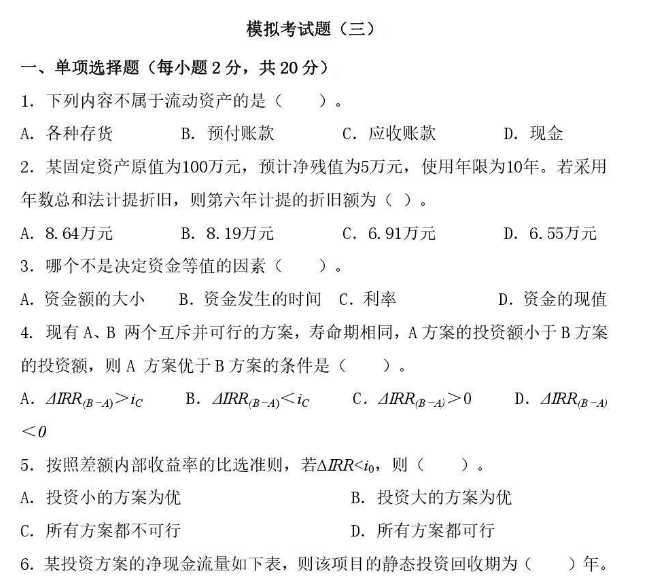 模拟考试题（三）
一、单项选择题（每小题2分，共20分）
1．下列内容不属于流动资产的是（　　）。
A．各种存货　　B．预付账款　　C．应收账款　　D．现金
2．某固定资产原值为100万元，预计净残值为5万元，使用年限为10年。若采用
年数总和法计提折旧，则第六年计提的折旧额为（ ）。
A．8.64万元　　B．8.19万元　　C．6.91万元　　D．6.55万元
3．哪个不是决定资金等值的因素（　　）。
A．资金额的大小　　B．资金发生的时间　C．利率　　D．资金的现值
4. 现有 A、B 两个互斥并可行的方案，寿命期相同，A 方案的投资额小于 B 方案
的投资额，则 A 方案优于 B 方案的条件是（　　）。
A．ΔIRR(B-A)＞iC　　B．ΔIRR(B-A)＜iC　　C．ΔIRR(B-A)＞0　　D．ΔIRR(B-A)
＜0
5．按照差额内部收益率的比选准则，若ΔIRR<i0，则（　　）。
A．投资小的方案为优　　B．投资大的方案为优
C．所有方案都不可行　　D．所有方案都可行
6．某投资方案的净现金流量如下表，则该项目的静态投资回收期为（　　）年。